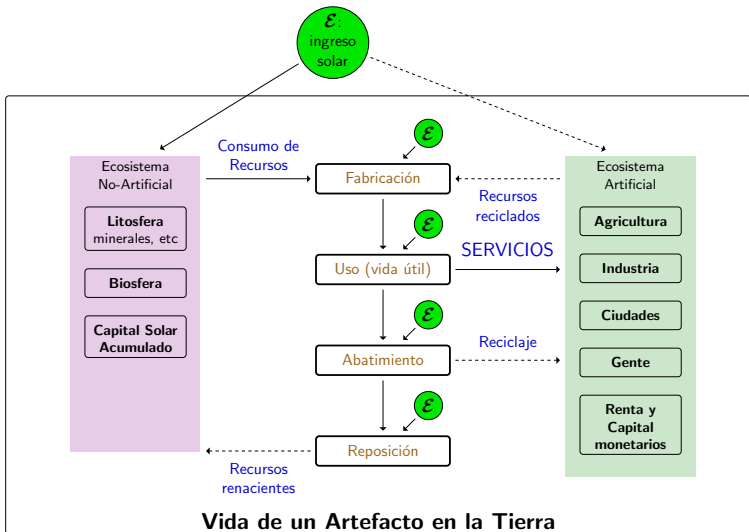 ℰ:
ingreso
solar
Ecosistema
No-Artificial
Litosfera
minerales, etc
Biosfera
Capital Solar
Acumulado
Consumo de
Recursos
ℰ
Fabricación
ℰ
Uso (vida útil)
ℰ
Abatimiento
ℰ
Reposición
Recursos
renacientes
Recursos
reciclados
SERVICIOS
Reciclaje
Ecosistema
Artificial
Agricultura
Industria
Ciudades
Gente
Renta y
Capital
monetarios
Vida de un Artefacto en la Tierra